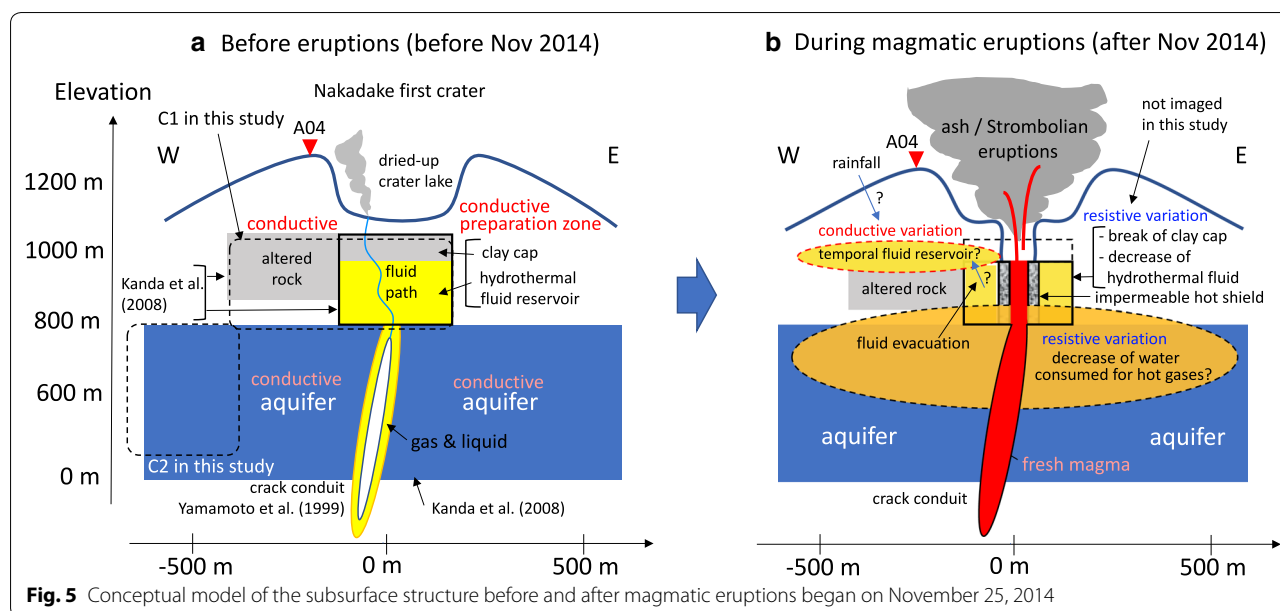 a Before eruptions (before Nov 2014)
Elevation
Nakadake first crater
C1 in this study
A04
W
E
dried-up
crater lake
1200 m
conductive
conductive
preparation zone
1000 m
altered
rock
clay cap
fluid
path
hydrothermal
fluid reservoir
Kanda et al.
(2008)
800 m
conductive
aquifer
conductive
aquifer
600 m
gas & liquid
C2 in this study
0 m
crack conduit
Yamamoto et al. (1999)
Kanda et al. (2008)
-500 m
0 m
500 m
b During magmatic eruptions (after Nov 2014)
not imaged
in this study
ash / Strombolian
eruptions
A04
W
E
rainfall
?
resistive variation
- break of clay cap
- decrease of
hydrothermal fluid
conductive variation
temporal fluid reservoir?
?
altered rock
impermeable hot shield
fluid evacuation
resistive variation
decrease of water
consumed for hot gases?
aquifer
aquifer
fresh magma
crack conduit
-500 m
0 m
500 m
Fig. 5 Conceptual model of the subsurface structure before and after magmatic eruptions began on November 25, 2014